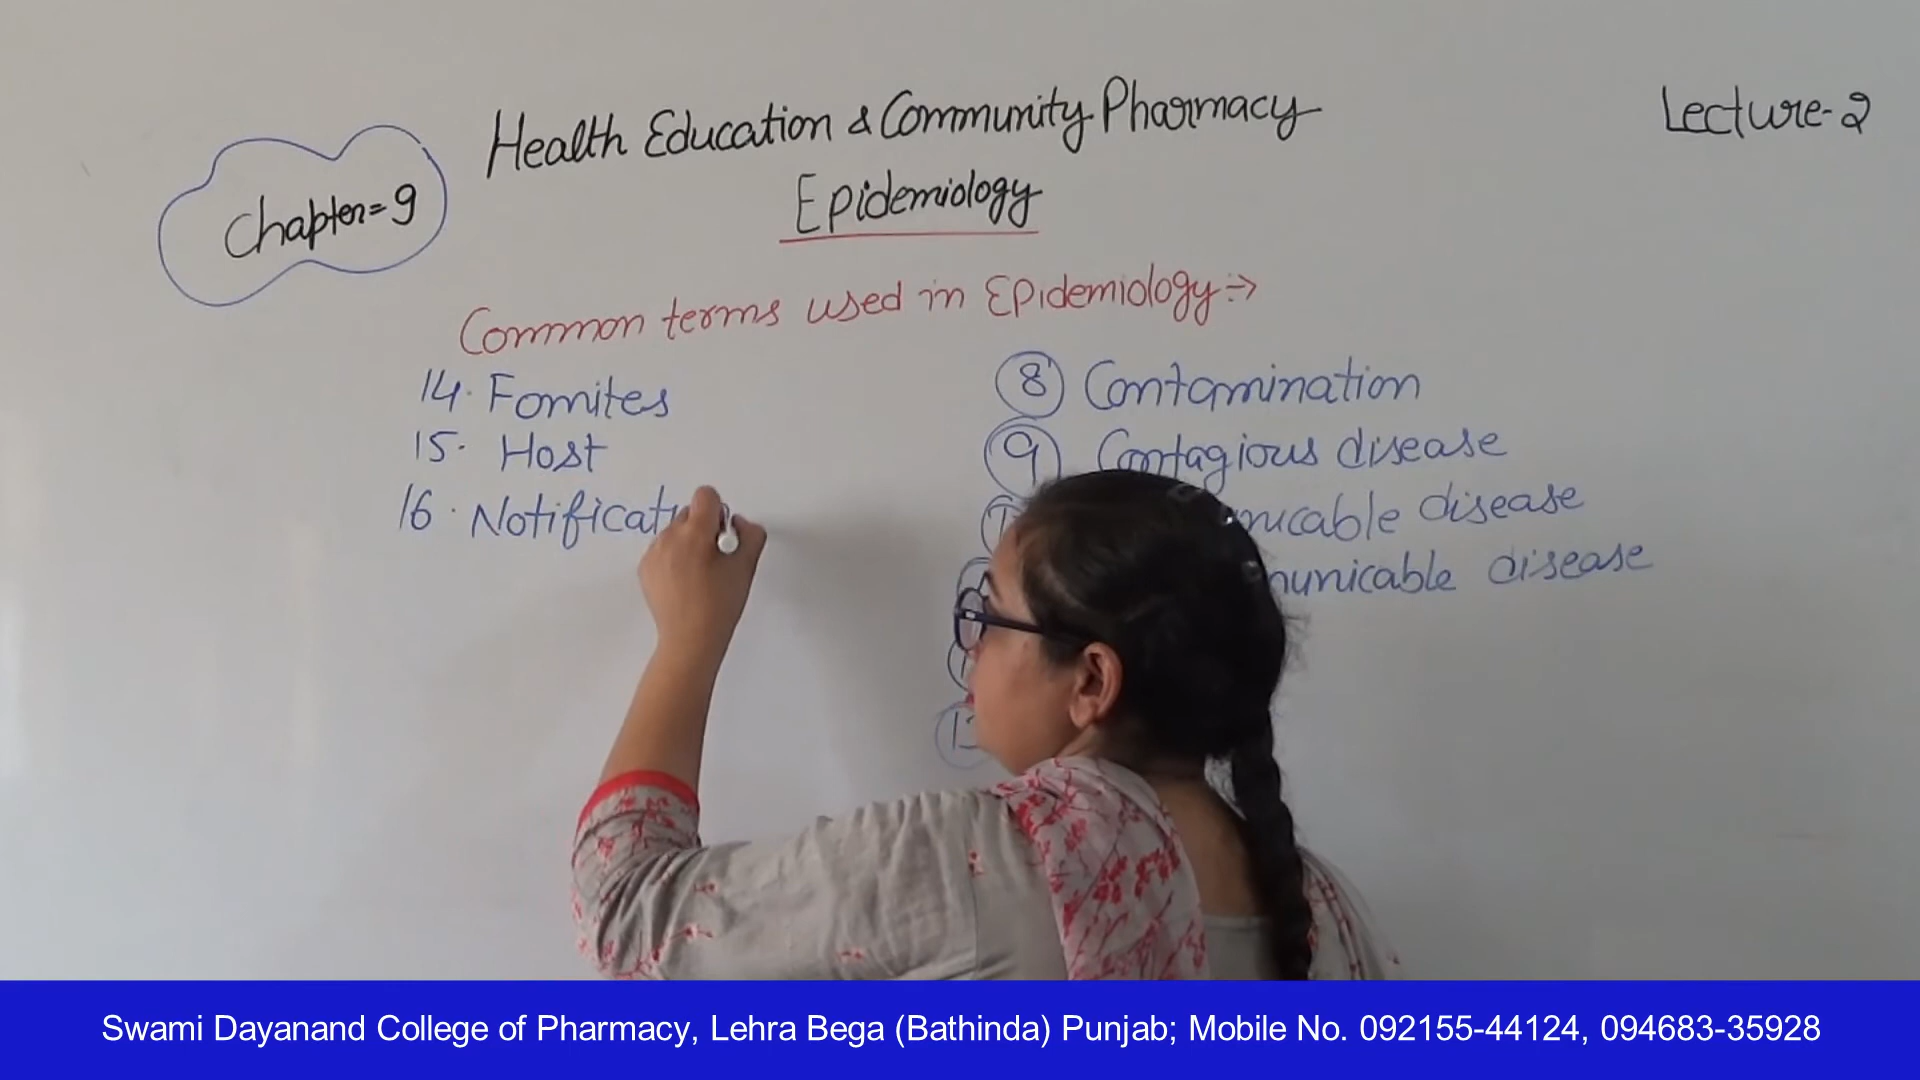 Health Education & Community Pharmacy
Lecture-2
Chapter=9
Epidemiology
Common terms used in Epidemiology:→
14. Fomites
15. Host
16. Notificat
8 Contamination
9 Contagious disease
disease
disease
Swami Dayanand College of Pharmacy, Lehra Bega (Bathinda) Punjab; Mobile No. 092155-44124, 094683-35928